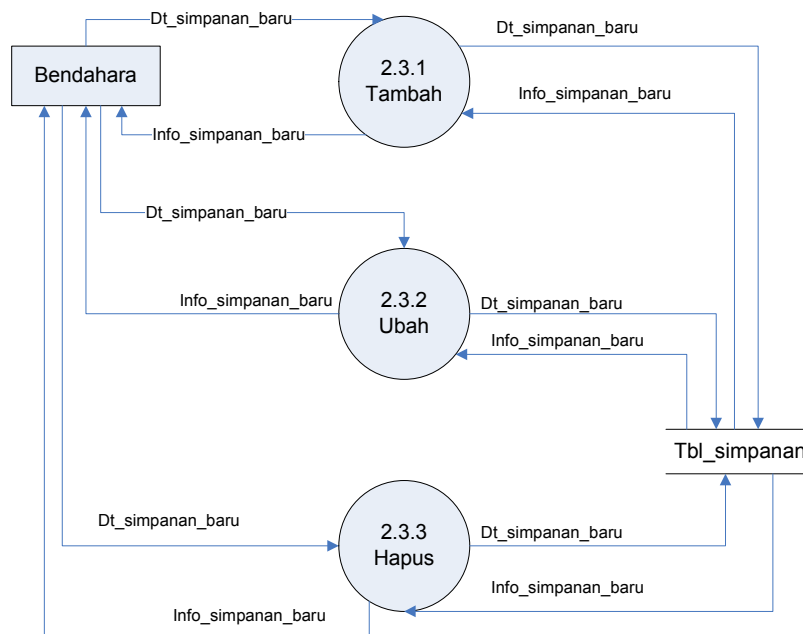 Dt_simpanan_baru
Dt_simpanan_baru
2.3.1
Tambah
Bendahara
Info_simpanan_baru
Info_simpanan_baru
Dt_simpanan_baru
Info_simpanan_baru
2.3.2
Ubah
Dt_simpanan_baru
Info_simpanan_baru
Tbl_simpanan
Dt_simpanan_baru
2.3.3
Hapus
Dt_simpanan_baru
Info_simpanan_baru
Info_simpanan_baru